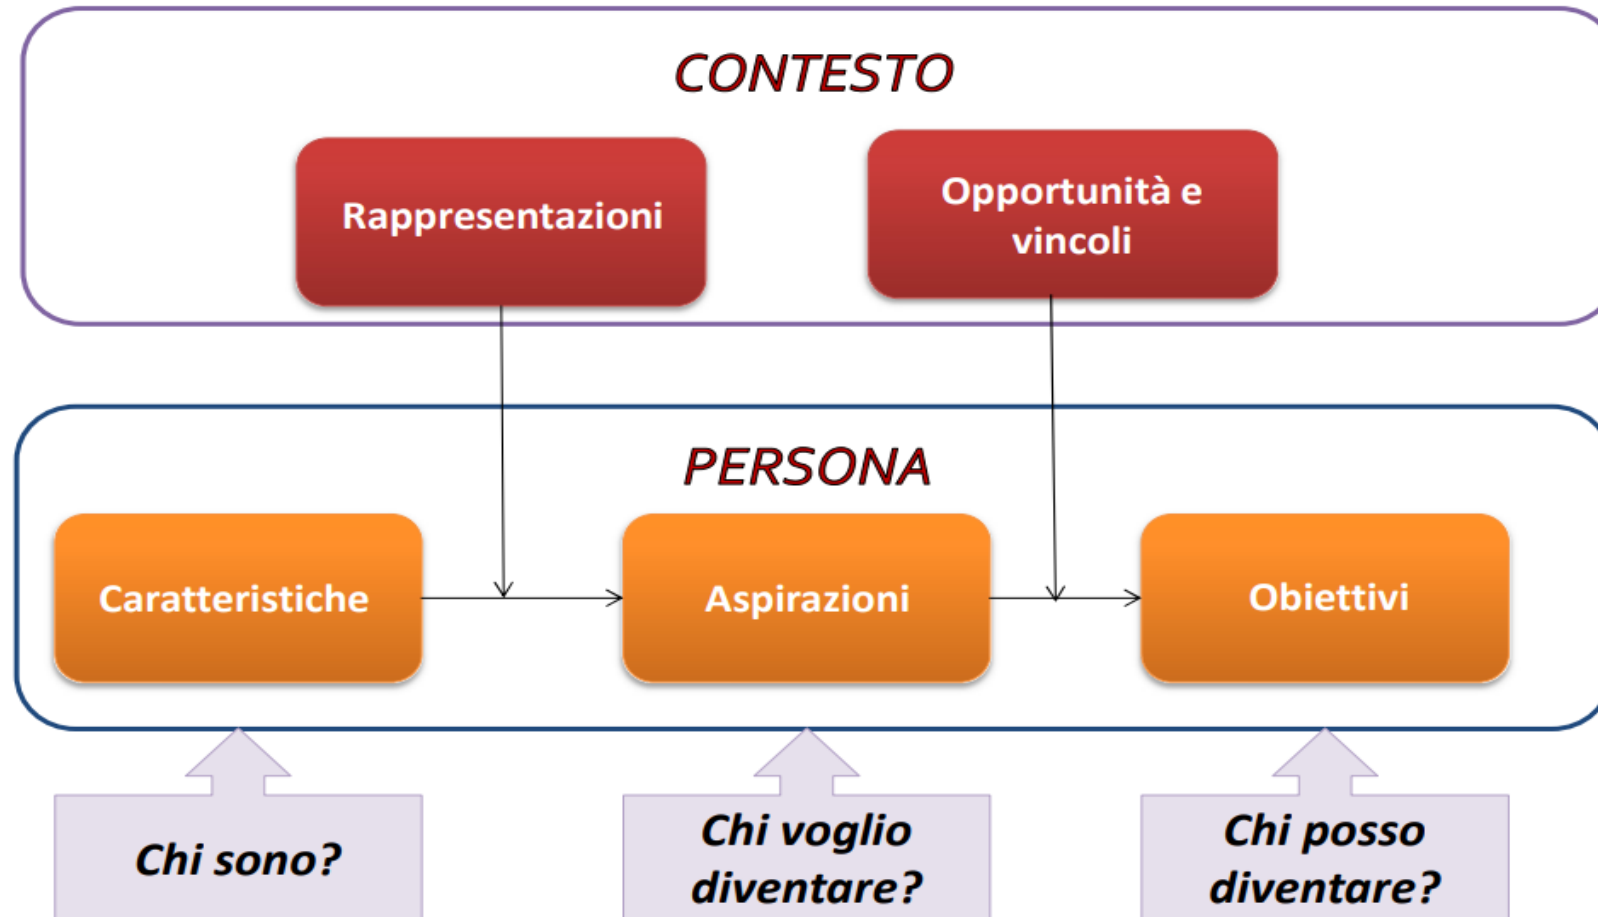 CONTESTO
Rappresentazioni
Opportunità e
vincoli
PERSONA
Caratteristiche
Aspirazioni
Obiettivi
Chi sono?
Chi voglio
diventare?
Chi posso
diventare?